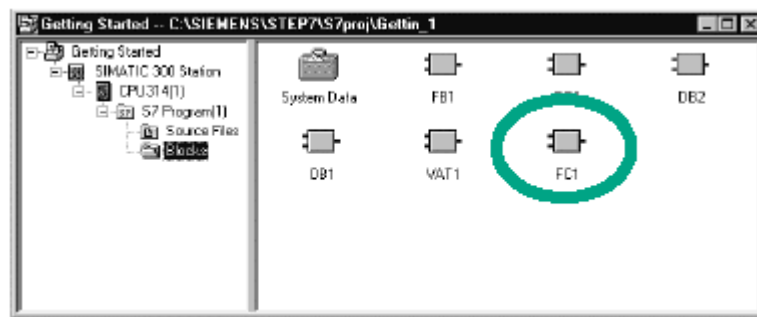 Getting Started -- C:\SIEMENS\STEP7\S7proj\Gettin_1
Getting Started
SIMATIC 300 Station
CPU314(1)
S7 Program(1)
Source Files
Blocks
System Data
FB1
DB2
VAT1
FC1